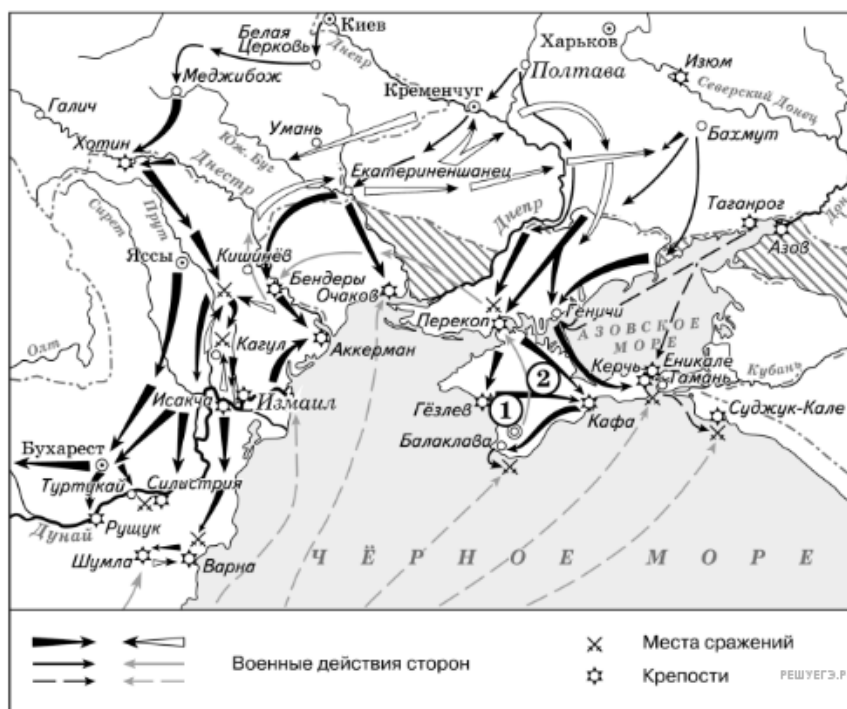 Киев
Белая
Церковь
Днепр
Харьков
Изюм
Северский Донец
Меджибож
Полтава
Кременчуг
Галич
Умань
Бахмут
Хотин
Юж. Буг
Днестр
Екатериненшанец
Таганрог
Дон
Сирет
Прут
Днепр
Азов
Яссы
Кишинёв
Бендеры
Очаков
Перекоп
Геничи
АЗОВСКОЕ
МОРЕ
Олт
Кагул
Аккерман
Керчь
Еникале
Тамань
Кубань
2
1
Исакча
Измаил
Гёзлев
Кафа
Суджук-Кале
Бухарест
Балаклава
Туртукай
Силистрия
Дунай
Рущук
Шумла
Варна
ЧЁРНОЕ МОРЕ
Военные действия сторон
Места сражений
Крепости
РЕШУЕГЭ.Р